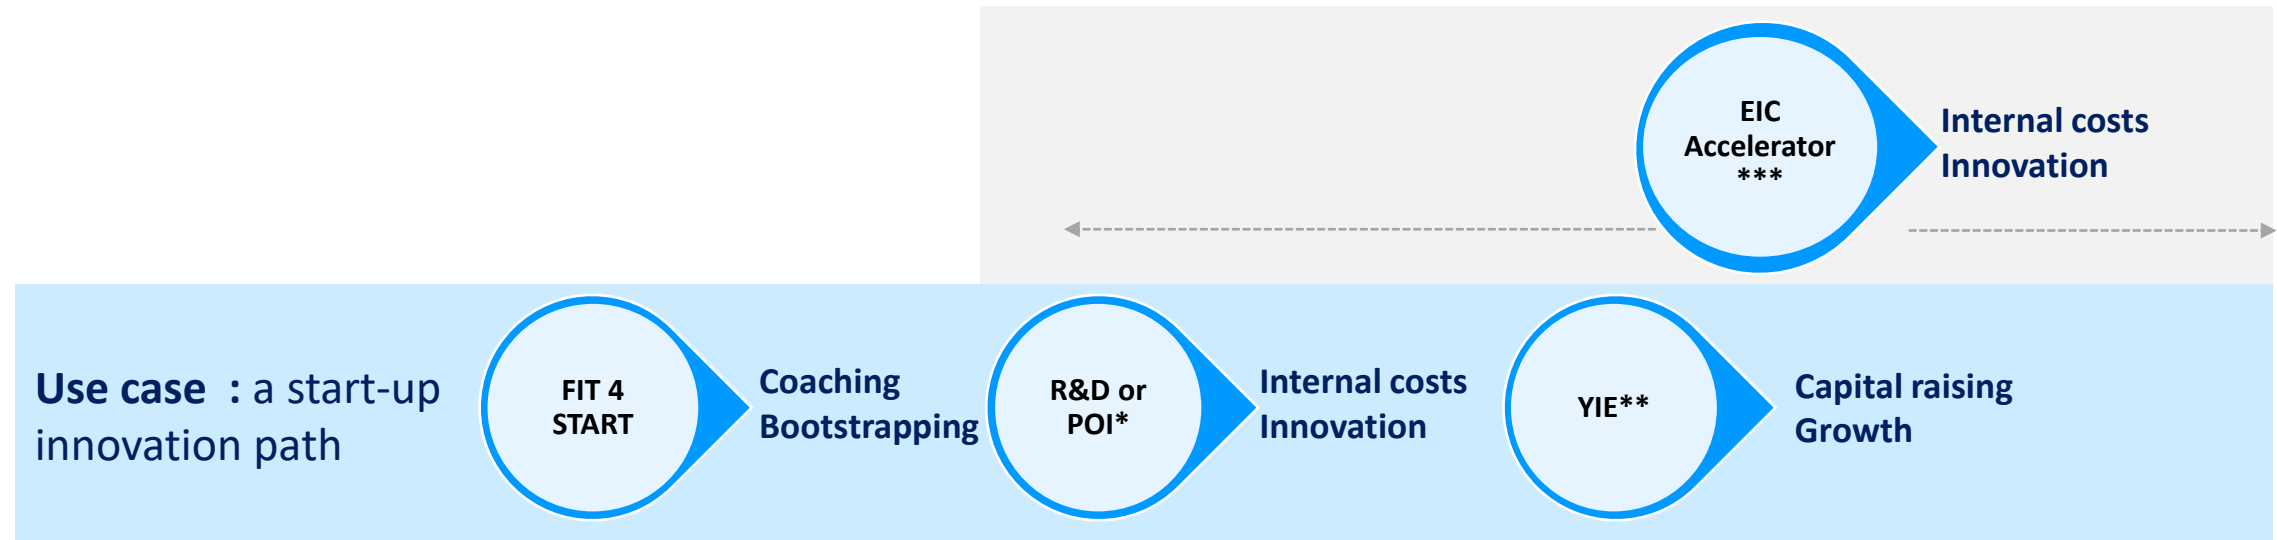 EIC
Accelerator
***
Internal costs
Innovation
Use case : a start-up
innovation path
FIT 4
START
Coaching
Bootstrapping
R&D or
POI*
Internal costs
Innovation
YIE**
Capital raising
Growth